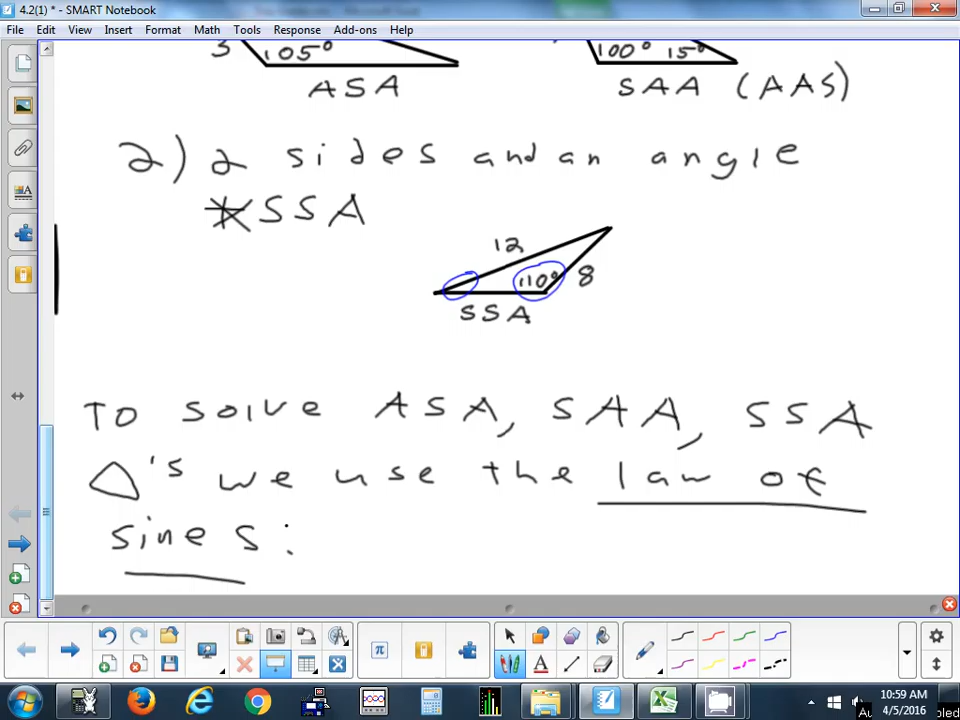 4.2(1) * - SMART Notebook
File Edit View Insert Format Tools Response Add-ons Help
105° 100° 15°
ASA SAA (AAS)
2) 2 sides and an angle
*SSA
12
110° 8
SSA
To solve ASA, SAA, SSA
△'s we use the law of
sines:
10:59 AM
4/5/2016